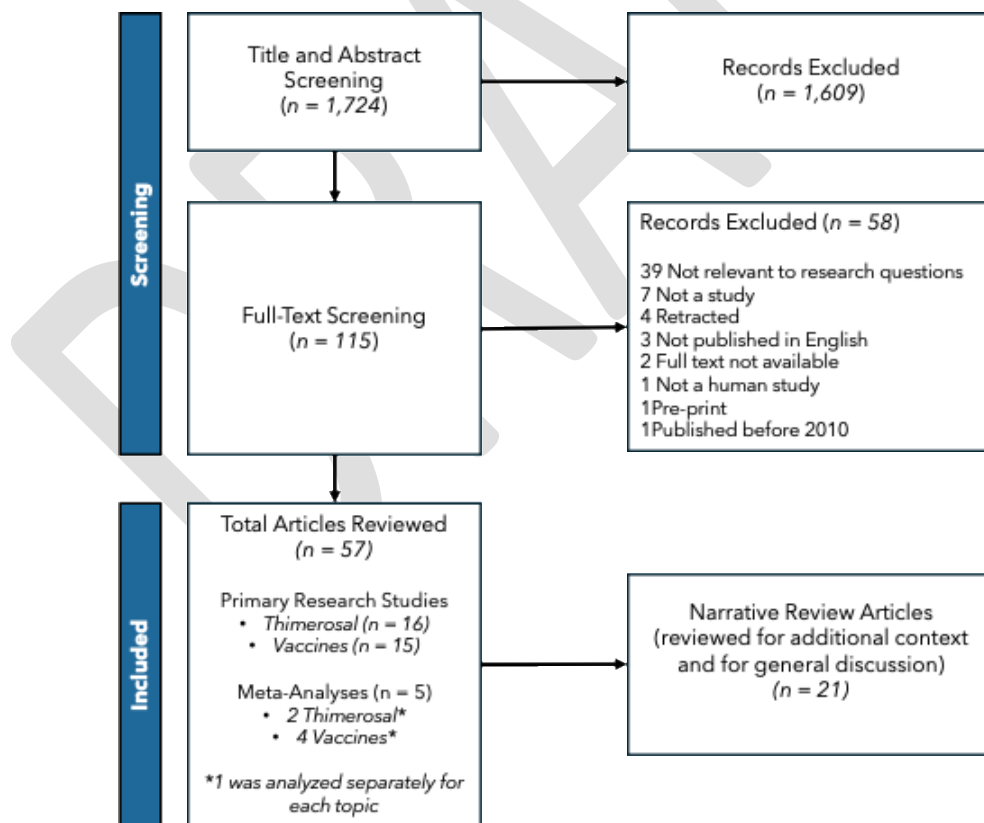 Screening
Title and Abstract
Screening
(n = 1,724)
Records Excluded
(n = 1,609)
Full-Text Screening
(n = 115)
Records Excluded (n = 58)
39 Not relevant to research questions
7 Not a study
4 Retracted
3 Not published in English
2 Full text not available
1 Not a human study
1Pre-print
1Published before 2010
Included
Total Articles Reviewed
(n = 57)
Primary Research Studies
• Thimerosal (n = 16)
• Vaccines (n = 15)
Meta-Analyses (n = 5)
• 2 Thimerosal*
• 4 Vaccines*
*1 was analyzed separately for
each topic
Narrative Review Articles
(reviewed for additional context
and for general discussion)
(n = 21)